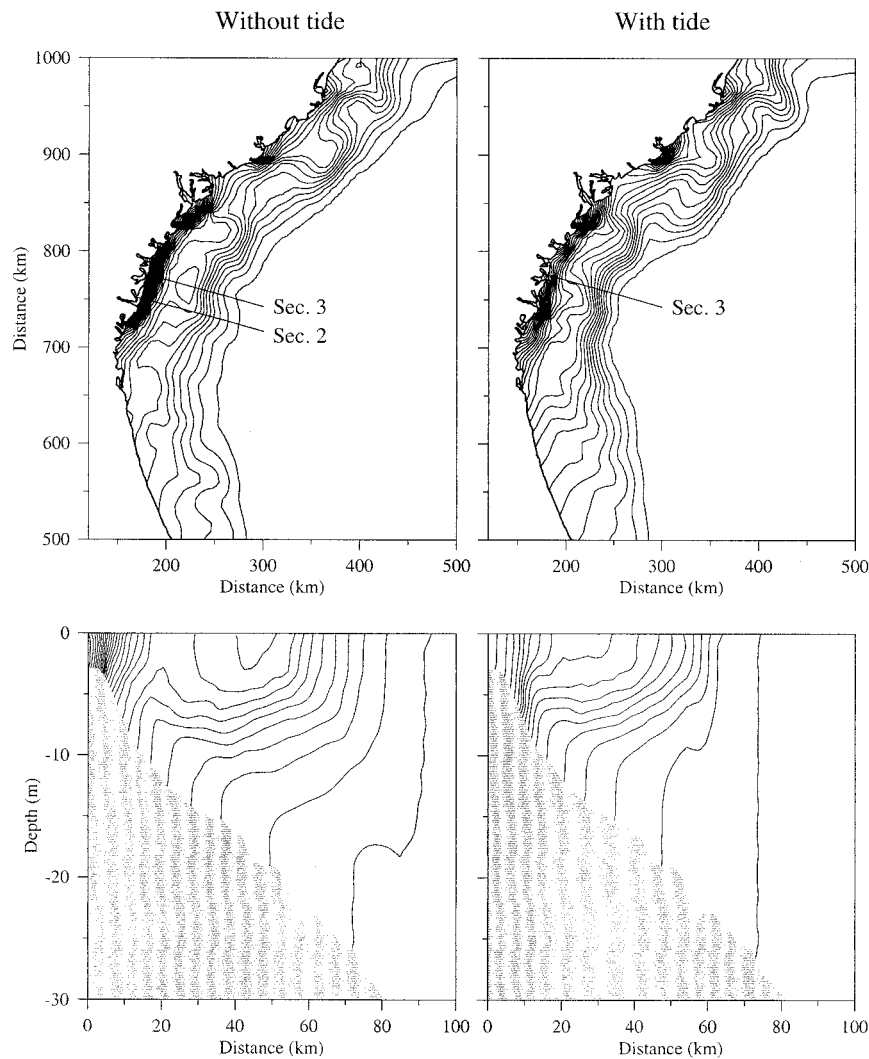 Without tide
With tide
1000
900
800
700
600
500
Distance (km)
Sec. 3
Sec. 2
Sec. 3
200
300
400
500
Distance (km)
200
300
400
500
Distance (km)
0
-10
-20
-30
Depth (m)
0
20
40
60
80
100
Distance (km)
0
20
40
60
80
100
Distance (km)